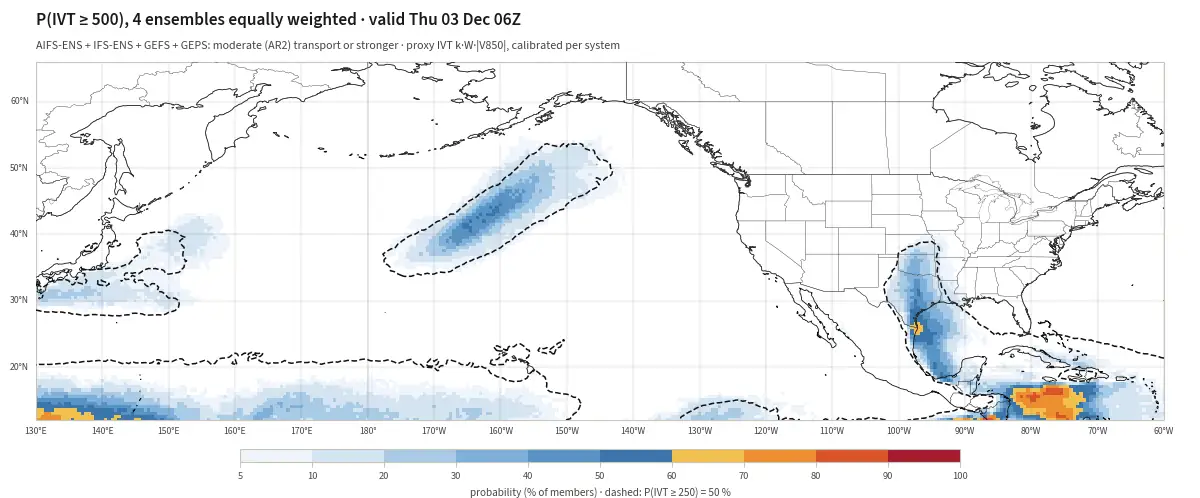 P(IVT ≥ 500), 4 ensembles equally weighted · valid Thu 03 Dec 06Z
AIFS-ENS + IFS-ENS + GEFS + GEPS: moderate (AR2) transport or stronger · proxy IVT k·W·|V850|, calibrated per system
60°N
50°N
40°N
30°N
20°N
130°E 140°E 150°E 160°E 170°E 180° 170°W 160°W 150°W 140°W 130°W 120°W 110°W 100°W 90°W 80°W 70°W 60°W
5 10 20 30 40 50 60 70 80 90 100
probability (% of members) · dashed: P(IVT ≥ 250) = 50 %